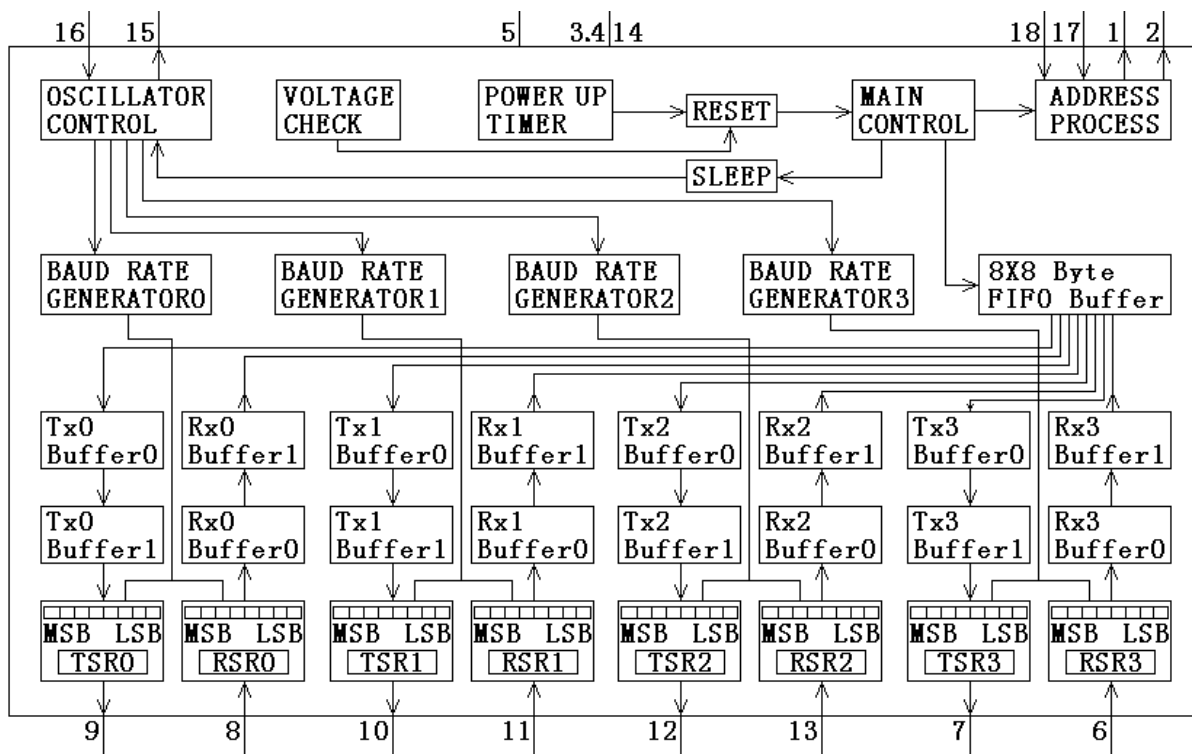 16 15 5 3.4 14 18 17 1 2
OSCILLATOR
CONTROL
VOLTAGE
CHECK
POWER UP
TIMER
RESET
MAIN
CONTROL
ADDRESS
PROCESS
SLEEP
BAUD RATE
GENERATOR0
BAUD RATE
GENERATOR1
BAUD RATE
GENERATOR2
BAUD RATE
GENERATOR3
8X8 Byte
FIFO Buffer
Tx0
Buffer0
Rx0
Buffer1
Tx1
Buffer0
Rx1
Buffer1
Tx2
Buffer0
Rx2
Buffer1
Tx3
Buffer0
Rx3
Buffer1
Tx0
Buffer1
Rx0
Buffer0
Tx1
Buffer1
Rx1
Buffer0
Tx2
Buffer1
Rx2
Buffer0
Tx3
Buffer1
Rx3
Buffer0
MSB LSB
TSR0
MSB LSB
RSR0
MSB LSB
TSR1
MSB LSB
RSR1
MSB LSB
TSR2
MSB LSB
RSR2
MSB LSB
TSR3
MSB LSB
RSR3
9 8 10 11 12 13 7 6